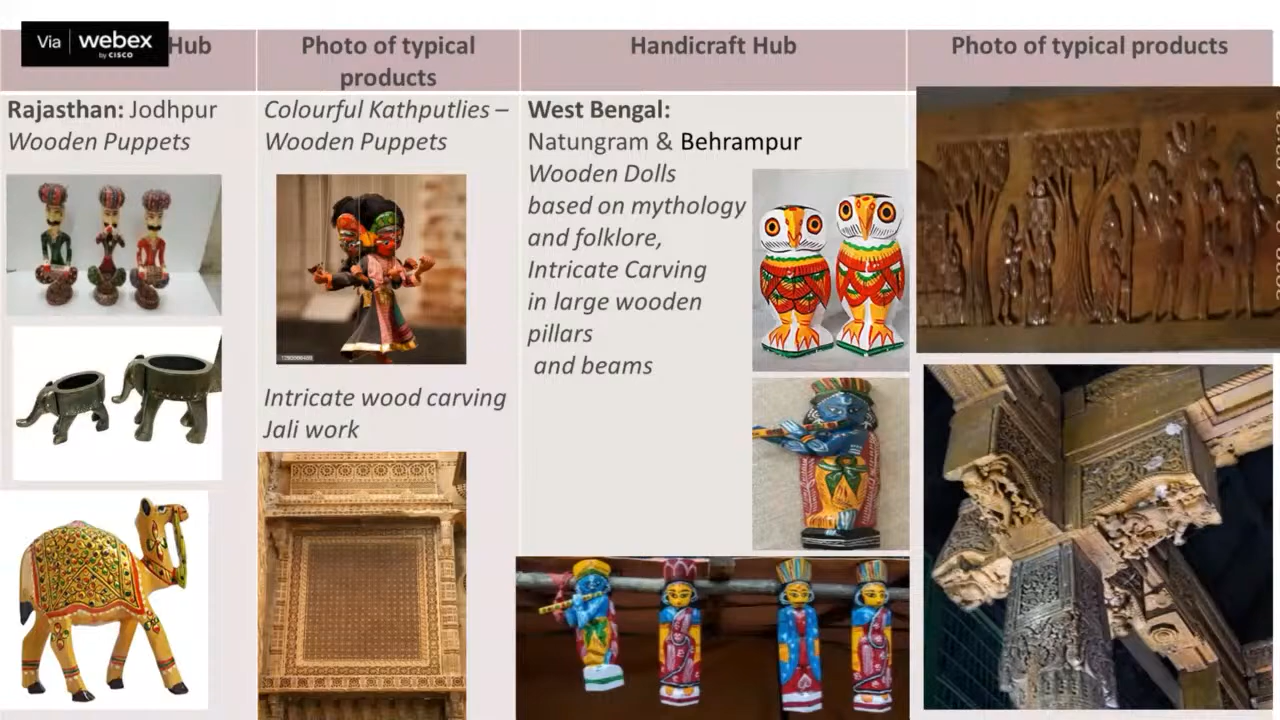 Via webex
by CISCO
Hub
Photo of typical
products
Handicraft Hub
Photo of typical products
Rajasthan: Jodhpur
Wooden Puppets
Colourful Kathputlies –
Wooden Puppets
Intricate wood carving
Jali work
West Bengal:
Natungram & Behrampur
Wooden Dolls
based on mythology
and folklore,
Intricate Carving
in large wooden
pillars
and beams